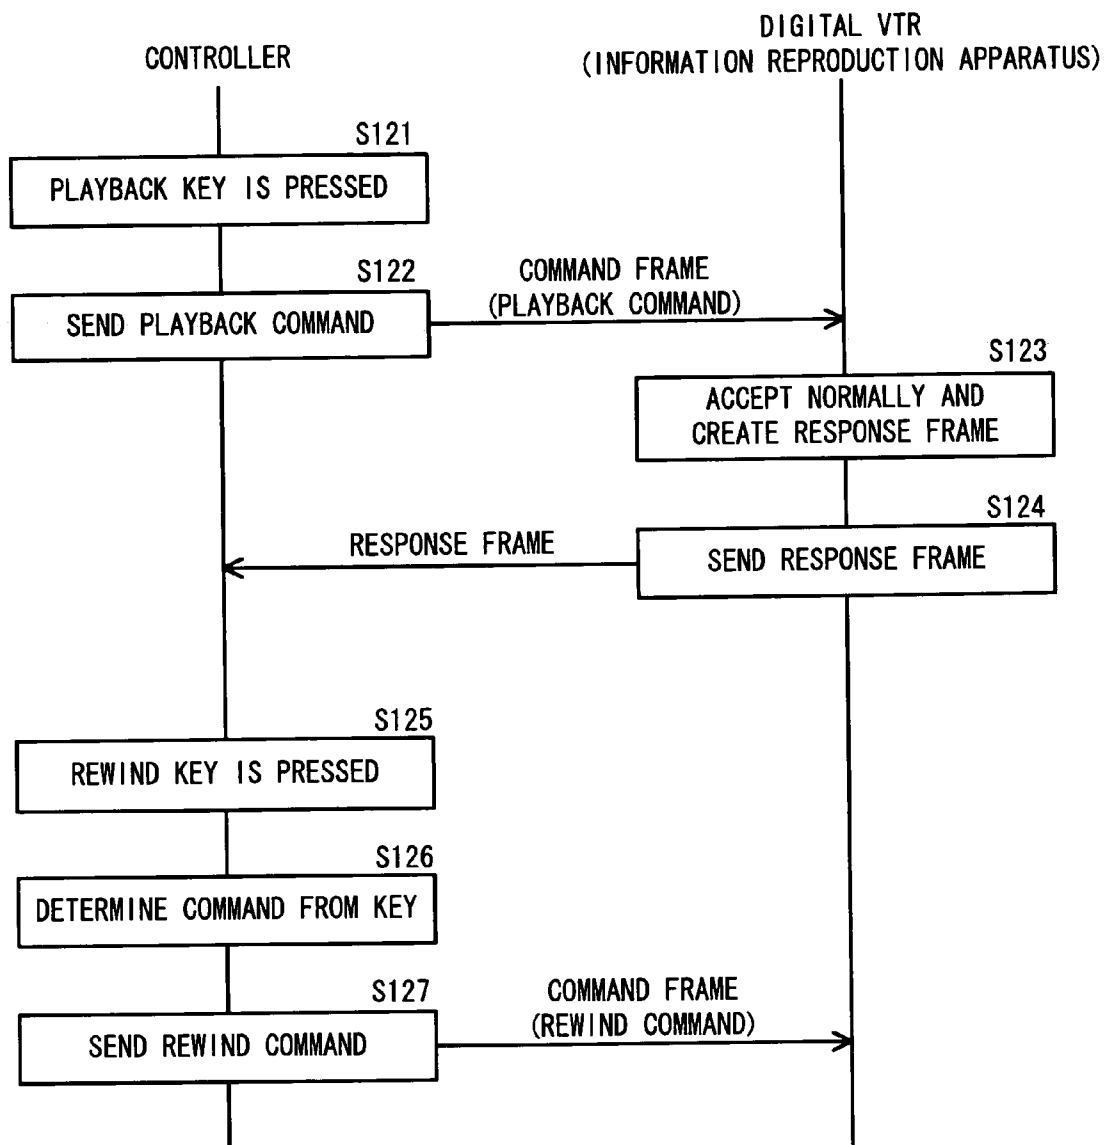 CONTROLLER
DIGITAL VTR
(INFORMATION REPRODUCTION APPARATUS)
S121
PLAYBACK KEY IS PRESSED
S122
SEND PLAYBACK COMMAND
COMMAND FRAME
(PLAYBACK COMMAND)
S123
ACCEPT NORMALLY AND
CREATE RESPONSE FRAME
S124
SEND RESPONSE FRAME
RESPONSE FRAME
S125
REWIND KEY IS PRESSED
S126
DETERMINE COMMAND FROM KEY
S127
SEND REWIND COMMAND
COMMAND FRAME
(REWIND COMMAND)